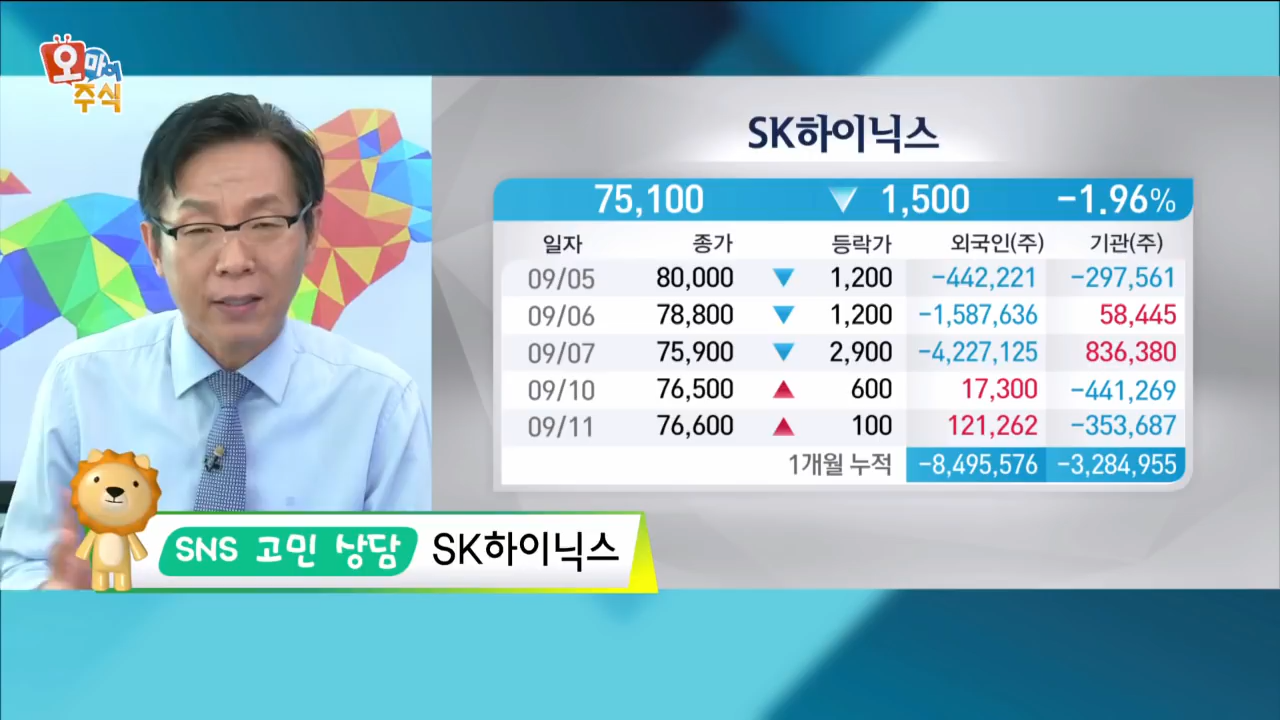 오마이
주식
SK하이닉스
75,100 ▼ 1,500 -1.96%
일자 종가 등락가 외국인(주) 기관(주)
09/05 80,000 ▼ 1,200 -442,221 -297,561
09/06 78,800 ▼ 1,200 -1,587,636 58,445
09/07 75,900 ▼ 2,900 -4,227,125 836,380
09/10 76,500 ▲ 600 17,300 -441,269
09/11 76,600 ▲ 100 121,262 -353,687
1개월 누적 -8,495,576 -3,284,955
SNS 고민 상담 SK하이닉스